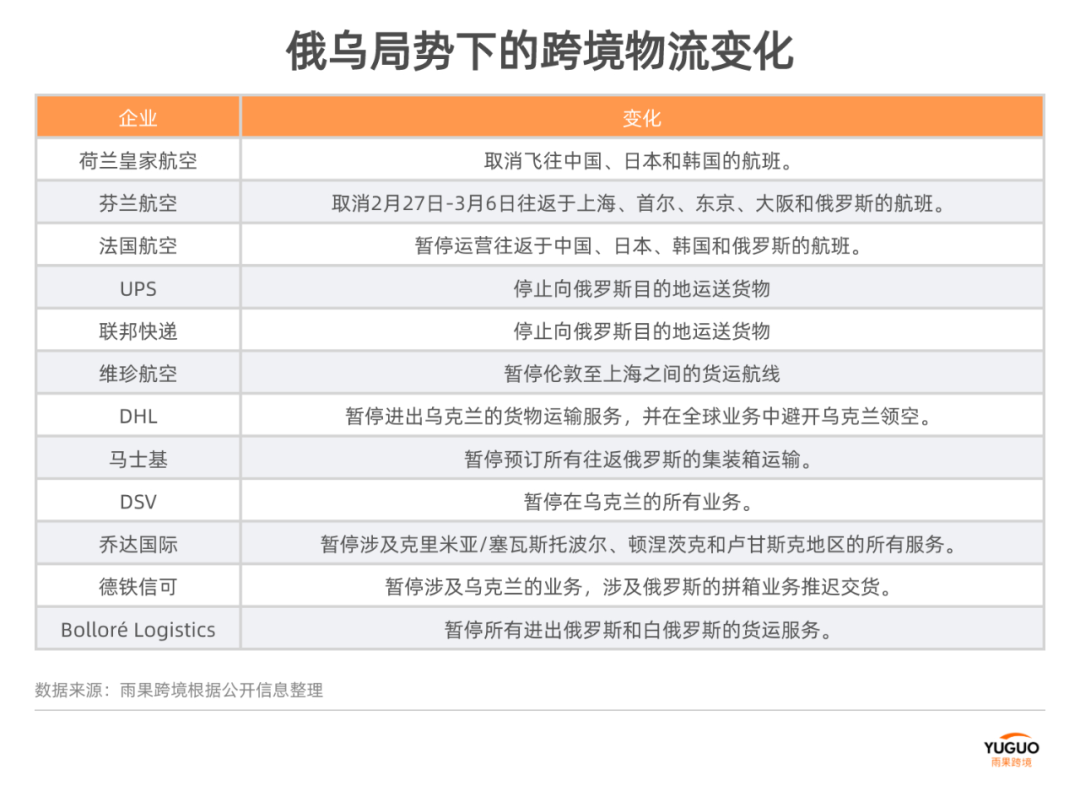 俄乌局势下的跨境物流变化
企业 变化
荷兰皇家航空 取消飞往中国、日本和韩国的航班。
芬兰航空 取消2月27日-3月6日往返于上海、首尔、东京、大阪和俄罗斯的航班。
法国航空 暂停运营往返于中国、日本、韩国和俄罗斯的航班。
UPS 停止向俄罗斯目的地运送货物
联邦快递 停止向俄罗斯目的地运送货物
维珍航空 暂停伦敦至上海之间的货运航线
DHL 暂停进出乌克兰的货物运输服务，并在全球业务中避开乌克兰领空。
马士基 暂停预订所有往返俄罗斯的集装箱运输。
DSV 暂停在乌克兰的所有业务。
乔达国际 暂停涉及克里米亚/塞瓦斯托波尔、顿涅茨克和卢甘斯克地区的所有服务。
德铁信可 暂停涉及乌克兰的业务，涉及俄罗斯的拼箱业务推迟交货。
Bolloré Logistics 暂停所有进出俄罗斯和白俄罗斯的货运服务。
数据来源：雨果跨境根据公开信息整理
YUGUO
雨果跨境